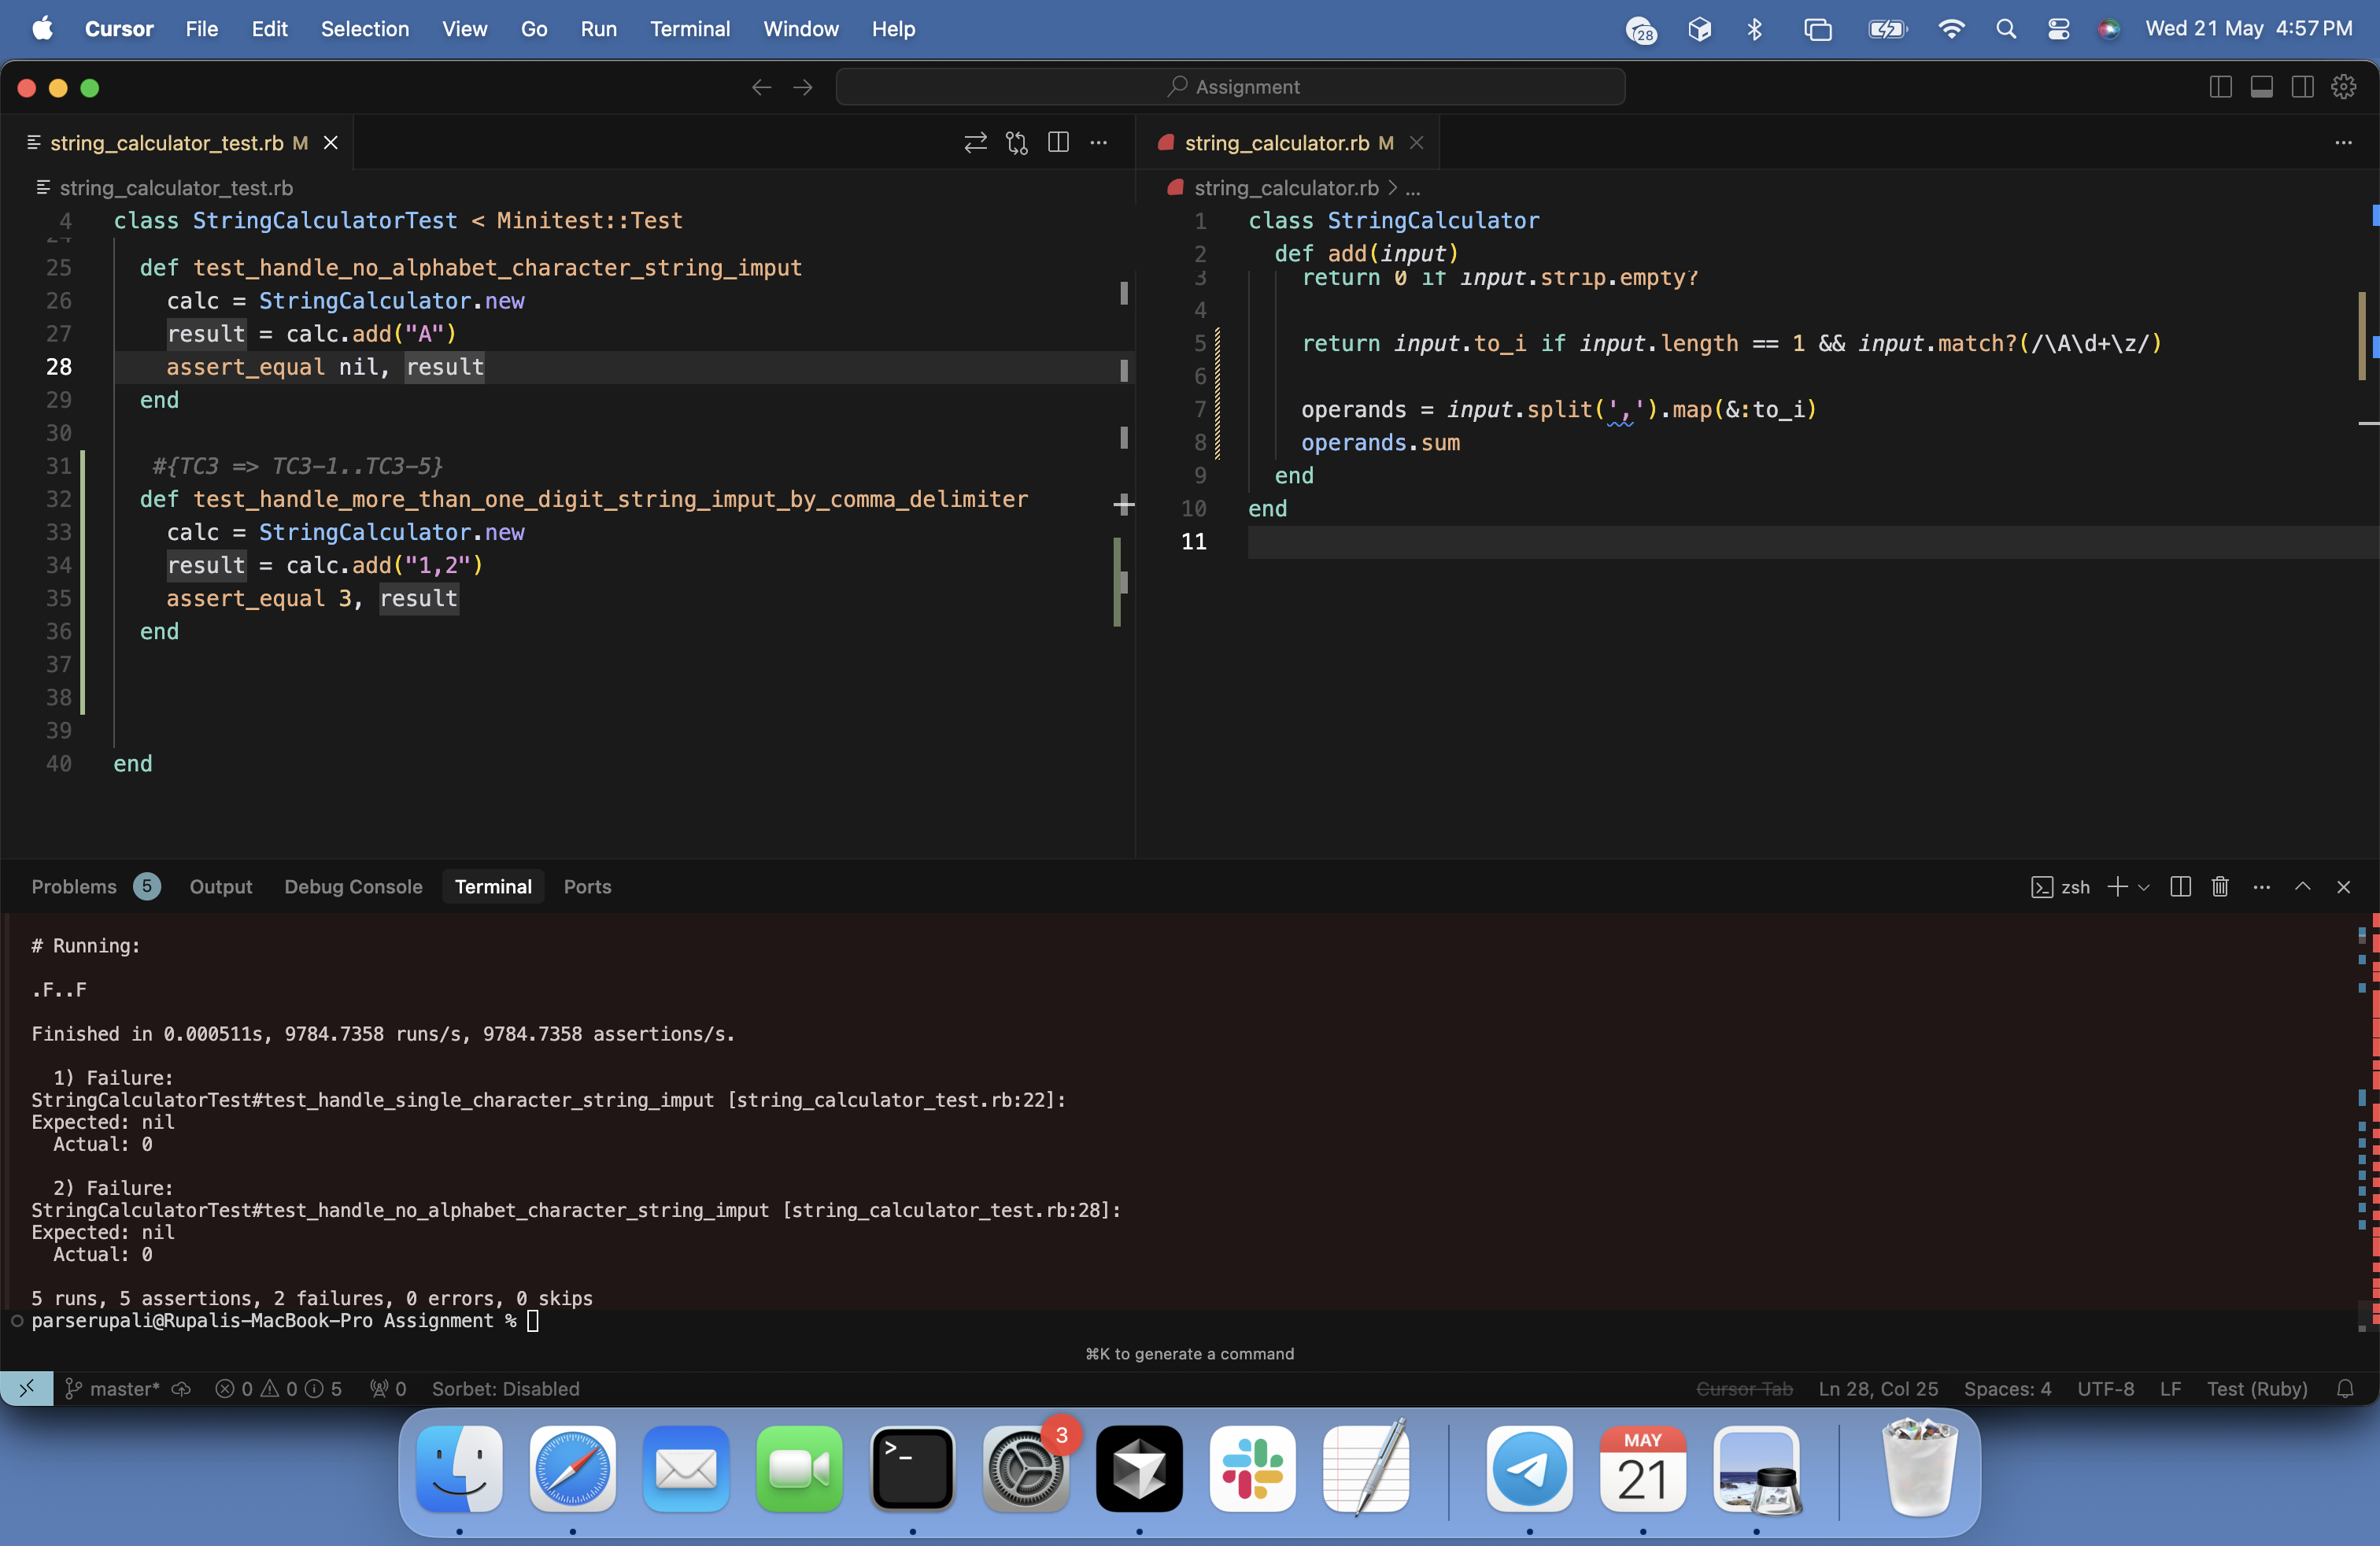 Cursor File Edit Selection View Go Run Terminal Window Help 28 Wed 21 May 4:57 PM
Assignment
string_calculator_test.rb M
string_calculator.rb M
string_calculator_test.rb
string_calculator.rb > ...
4 class StringCalculatorTest < Minitest::Test
24
25 def test_handle_no_alphabet_character_string_imput
26 calc = StringCalculator.new
27 result = calc.add("A")
28 assert_equal nil, result
29 end
30
31 #{TC3 => TC3-1..TC3-5}
32 def test_handle_more_than_one_digit_string_imput_by_comma_delimiter
33 calc = StringCalculator.new
34 result = calc.add("1,2")
35 assert_equal 3, result
36 end
37
38
39
40 end
1 class StringCalculator
2 def add(input)
3 return 0 if input.strip.empty?
4
5 return input.to_i if input.length == 1 && input.match?(/\A\d+\z/)
6
7 operands = input.split(',').map(&:to_i)
8 operands.sum
9 end
10 end
11
Problems 5 Output Debug Console Terminal Ports zsh
# Running:
.F..F
Finished in 0.000511s, 9784.7358 runs/s, 9784.7358 assertions/s.
1) Failure:
StringCalculatorTest#test_handle_single_character_string_imput [string_calculator_test.rb:22]:
Expected: nil
Actual: 0
2) Failure:
StringCalculatorTest#test_handle_no_alphabet_character_string_imput [string_calculator_test.rb:28]:
Expected: nil
Actual: 0
5 runs, 5 assertions, 2 failures, 0 errors, 0 skips
parserupali@Rupalis-MacBook-Pro Assignment %
⌘K to generate a command
master* 0 0 5 0 Sorbet: Disabled Cursor Tab Ln 28, Col 25 Spaces: 4 UTF-8 LF Test (Ruby)
3
MAY
21